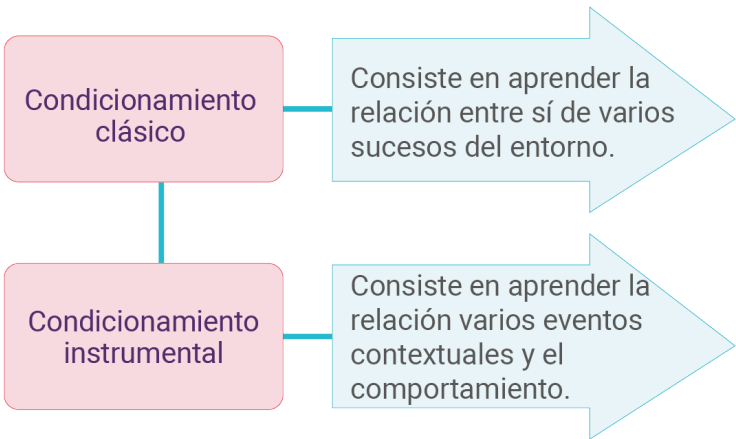 Condicionamiento
clásico
Consiste en aprender la
relación entre sí de varios
sucesos del entorno.
Condicionamiento
instrumental
Consiste en aprender la
relación varios eventos
contextuales y el
comportamiento.